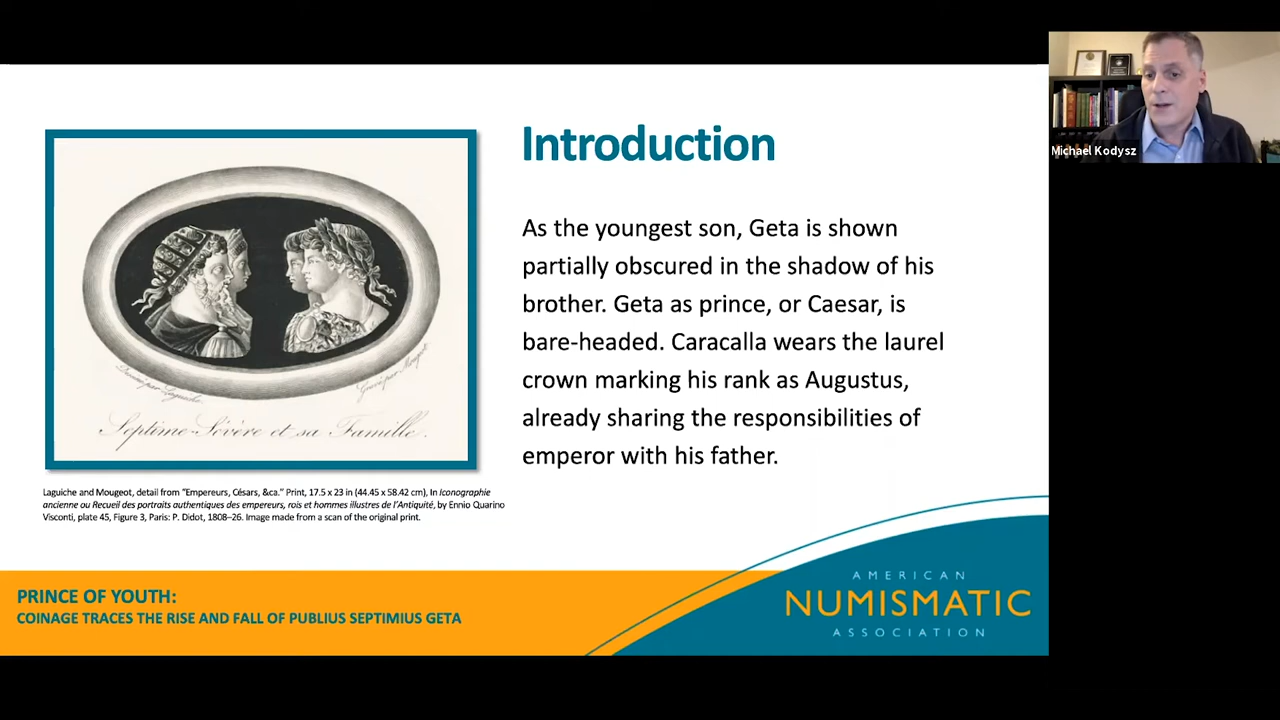 Introduction
As the youngest son, Geta is shown
partially obscured in the shadow of his
brother. Geta as prince, or Caesar, is
bare-headed. Caracalla wears the laurel
crown marking his rank as Augustus,
already sharing the responsibilities of
emperor with his father.
Septime-Sévère et sa Famille.
Laguiche and Mougeot, detail from "Empereurs, Césars, &ca." Print, 17.5 x 23 in (44.45 x 58.42 cm), In Iconographie
ancienne ou Recueil des portraits authentiques des empereurs, rois et hommes illustres de l'Antiquité, by Ennio Quarino
Visconti, plate 45, Figure 3, Paris: P. Didot, 1808–26. Image made from a scan of the original print.
PRINCE OF YOUTH:
COINAGE TRACES THE RISE AND FALL OF PUBLIUS SEPTIMIUS GETA
AMERICAN
NUMISMATIC
ASSOCIATION
Michael Kodysz